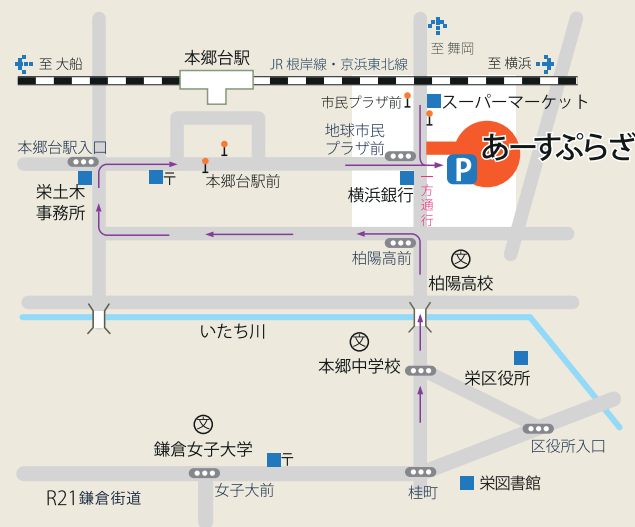 至 舞岡
本郷台駅
至 大船
JR 根岸線・京浜東北線
至 横浜
市民プラザ前
スーパーマーケット
地球市民
プラザ前
あーすぷらざ
P
本郷台駅入口
〒
本郷台駅前
栄土木
事務所
横浜銀行
一方通行
柏陽高前
文
柏陽高校
いたち川
文
本郷中学校
栄区役所
文
鎌倉女子大学
〒
区役所入口
女子大前
R21鎌倉街道
桂町
栄図書館